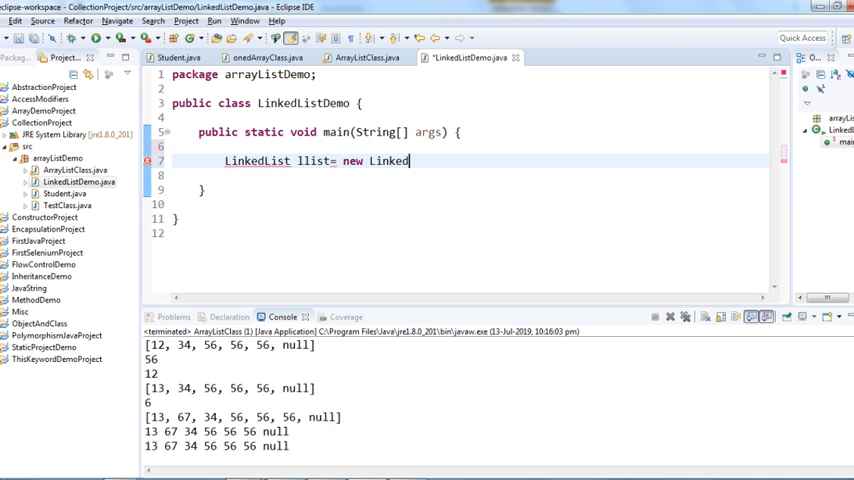 eclipse-workspace - CollectionProject/src/arrayListDemo/LinkedListDemo.java - Eclipse IDE
Edit Source Refactor Navigate Search Project Run Window Help
Quick Access
Packag... Project... Student.java onedArrayClass.java ArrayListClass.java *LinkedListDemo.java O...
AbstractionProject
AccessModifiers
ArrayDemoProject
CollectionProject
JRE System Library [jre1.8.0_201]
src
arrayListDemo
ArrayListClass.java
LinkedListDemo.java
Student.java
TestClass.java
ConstructorProject
EncapsulationProject
FirstJavaProject
FirstSeleniumProject
FlowControlDemo
InheritanceDemo
JavaString
MethodDemo
Misc
ObjectAndClass
PolymorphismJavaProject
StaticProjectDemo
ThisKeywordDemoProject
1 package arrayListDemo;
2
3 public class LinkedListDemo {
4
5 public static void main(String[] args) {
6
7 LinkedList llist= new Linked
8
9 }
10
11 }
12
arrayLi
LinkedL
mai
Problems Declaration Console Coverage
<terminated> ArrayListClass (1) [Java Application] C:\Program Files\Java\jre1.8.0_201\bin\javaw.exe (13-Jul-2019, 10:16:03 pm)
[12, 34, 56, 56, 56, null]
56
12
[13, 34, 56, 56, 56, null]
6
[13, 67, 34, 56, 56, 56, null]
13 67 34 56 56 56 null
13 67 34 56 56 56 null